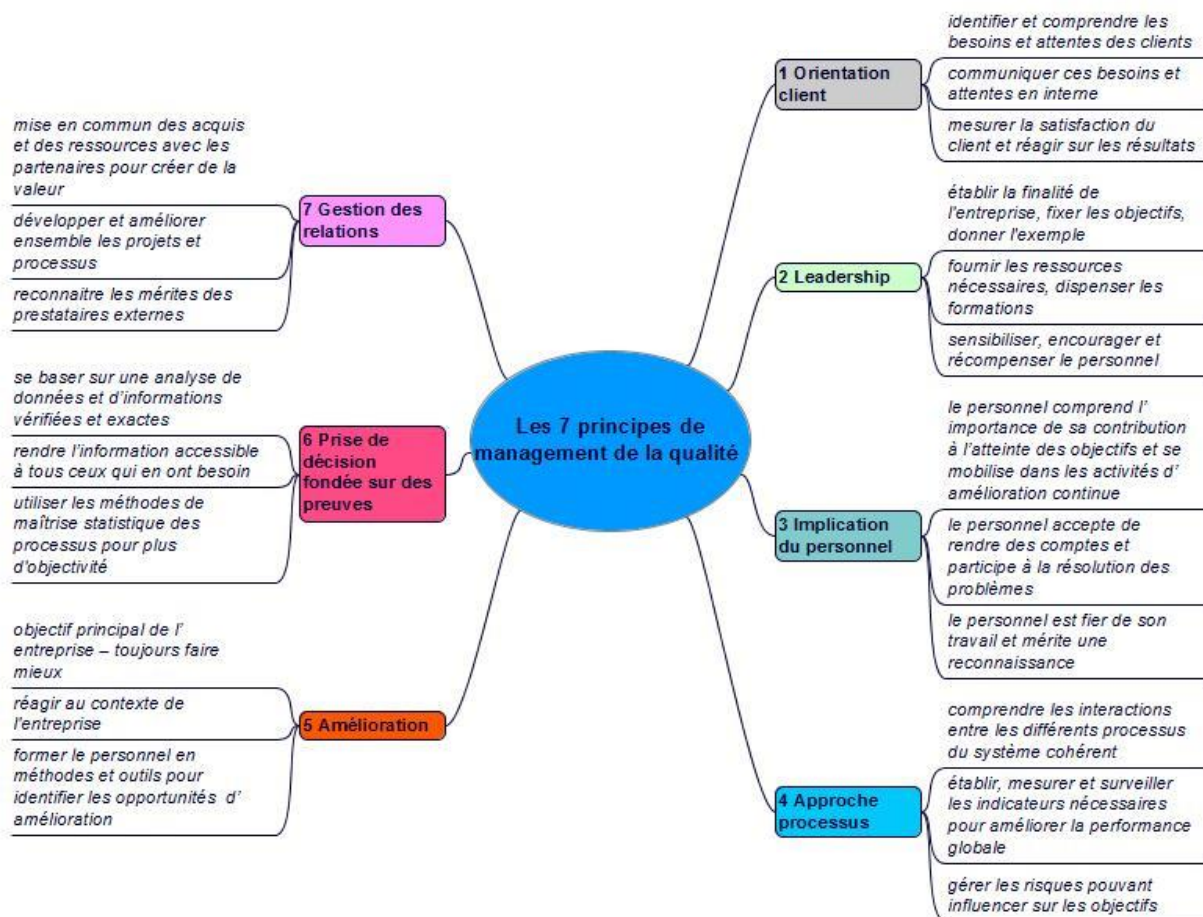 Les 7 principes de
management de la qualité
1 Orientation
client
identifier et comprendre les
besoins et attentes des clients
communiquer ces besoins et
attentes en interne
mesurer la satisfaction du
client et réagir sur les résultats
2 Leadership
établir la finalité de
l'entreprise, fixer les objectifs,
donner l'exemple
fournir les ressources
nécessaires, dispenser les
formations
sensibiliser, encourager et
récompenser le personnel
3 Implication
du personnel
le personnel comprend l’
importance de sa contribution
à l’atteinte des objectifs et se
mobilise dans les activités d’
amélioration continue
le personnel accepte de
rendre des comptes et
participe à la résolution des
problèmes
le personnel est fier de son
travail et mérite une
reconnaissance
4 Approche
processus
comprendre les interactions
entre les différents processus
du système cohérent
établir, mesurer et surveiller
les indicateurs nécessaires
pour améliorer la performance
globale
gérer les risques pouvant
influencer sur les objectifs
5 Amélioration
objectif principal de l’
entreprise – toujours faire
mieux
réagir au contexte de
l'entreprise
former le personnel en
méthodes et outils pour
identifier les opportunités d’
amélioration
6 Prise de
décision
fondée sur des
preuves
se baser sur une analyse de
données et d’informations
vérifiées et exactes
rendre l’information accessible
à tous ceux qui en ont besoin
utiliser les méthodes de
maîtrise statistique des
processus pour plus
d'objectivité
7 Gestion des
relations
mise en commun des acquis
et des ressources avec les
partenaires pour créer de la
valeur
développer et améliorer
ensemble les projets et
processus
reconnaitre les mérites des
prestataires externes